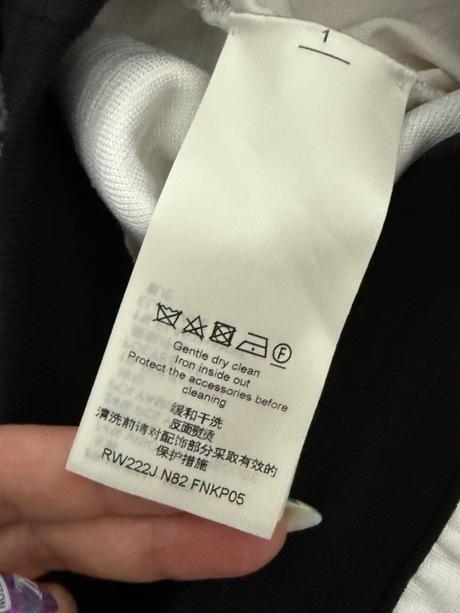 1
F
Gentle dry clean
Iron inside out
Protect the accessories before
cleaning
缓和干洗
反面熨烫
清洗前请对配饰部分采取有效的
保护措施
RW222J N82 FNKP05